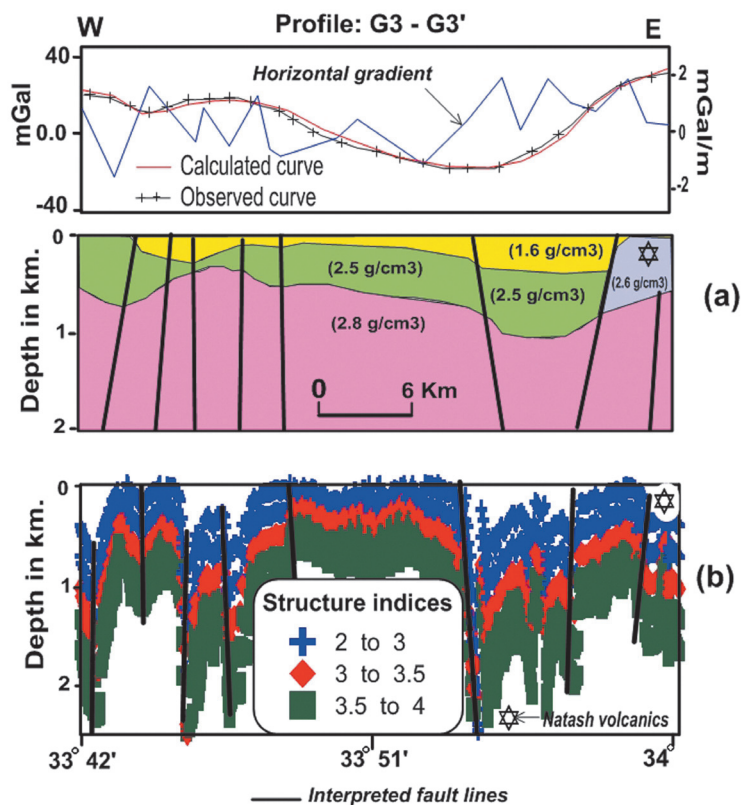 Profile: G3 - G3'
W
E
40
0.0
-40
mGal
Horizontal gradient
Calculated curve
Observed curve
2
0
-2
mGal/m
0
1
2
Depth in km.
(1.6 g/cm3)
(2.5 g/cm3)
(2.5 g/cm3)
(2.6 g/cm3)
(2.8 g/cm3)
0 6 Km
(a)
0
1
2
Depth in km.
(b)
Structure indices
2 to 3
3 to 3.5
3.5 to 4
Natash volcanics
33° 42'
33° 51'
34°
Interpreted fault lines